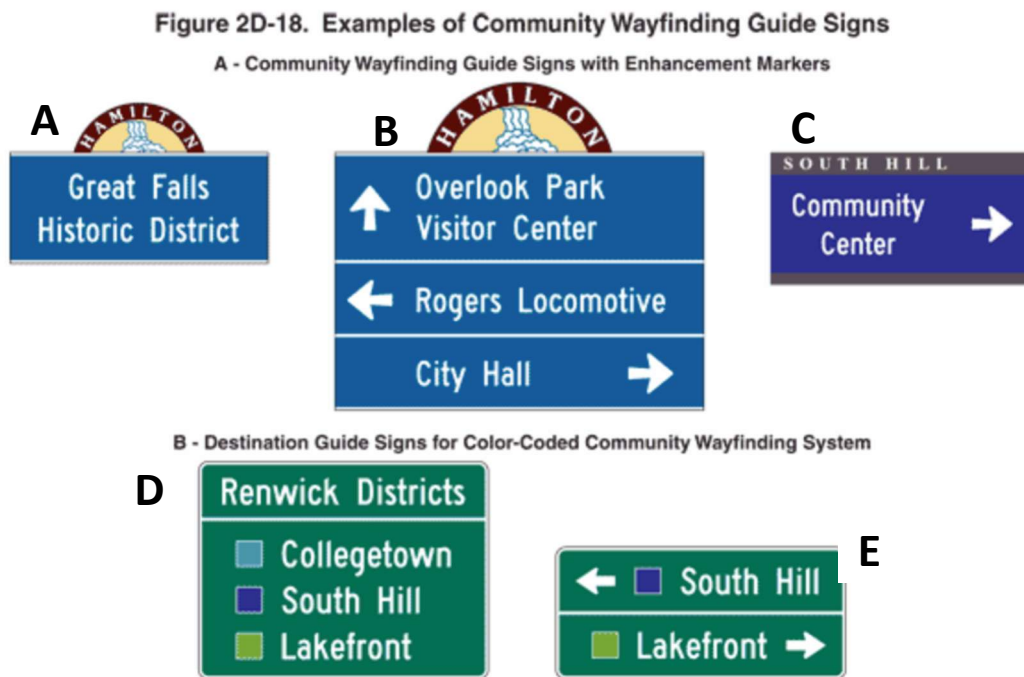 Figure 2D-18. Examples of Community Wayfinding Guide Signs
A - Community Wayfinding Guide Signs with Enhancement Markers
A
HAMILTON
Great Falls
Historic District
B
HAMILTON
Overlook Park
Visitor Center
Rogers Locomotive
City Hall
C
SOUTH HILL
Community
Center
B - Destination Guide Signs for Color-Coded Community Wayfinding System
D
Renwick Districts
Collegetown
South Hill
Lakefront
E
South Hill
Lakefront